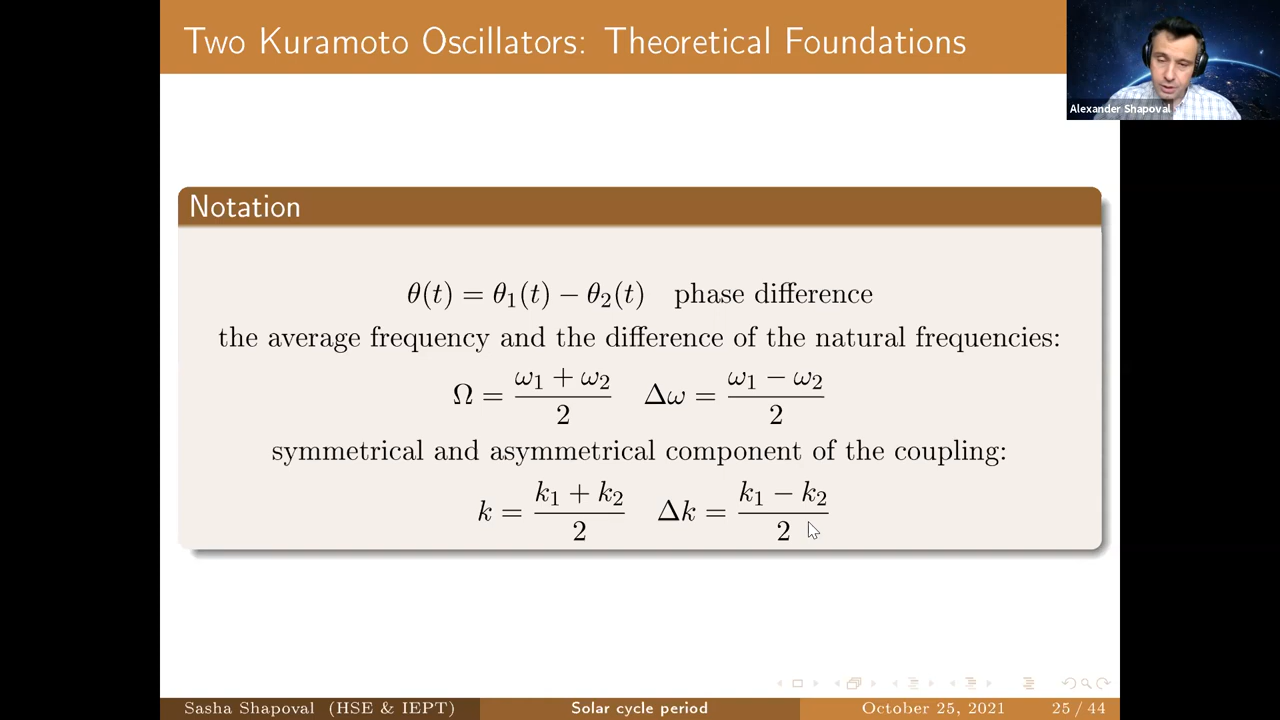 Two Kuramoto Oscillators: Theoretical Foundations
Alexander Shapoval
Notation
θ(t) = θ₁(t) − θ₂(t) phase difference
the average frequency and the difference of the natural frequencies:
Ω = (ω₁ + ω₂)/2 Δω = (ω₁ − ω₂)/2
symmetrical and asymmetrical component of the coupling:
k = (k₁ + k₂)/2 Δk = (k₁ − k₂)/2
Sasha Shapoval (HSE & IEPT) Solar cycle period October 25, 2021 25 / 44